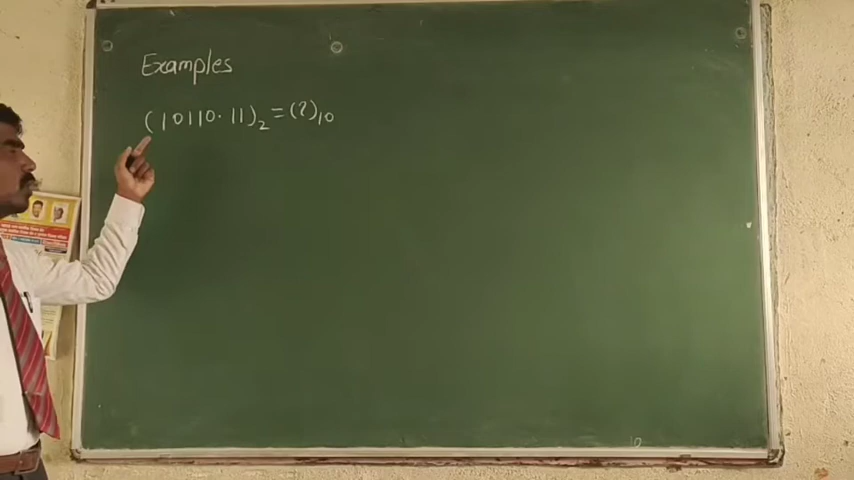 Examples
(10110.11)₂ = (?)₁₀